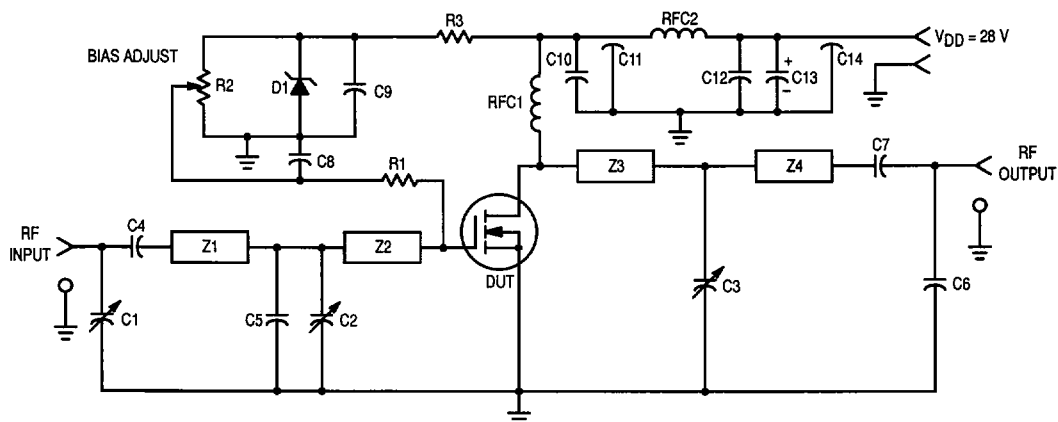 R3
RFC2
BIAS ADJUST
R2
D1
C9
C10
C11
C12
+
C13
−
C14
V_DD = 28 V
RFC1
C8
R1
C7
Z3
Z4
RF
OUTPUT
C4
RF
INPUT
Z1
Z2
DUT
C1
C5
C2
C3
C6